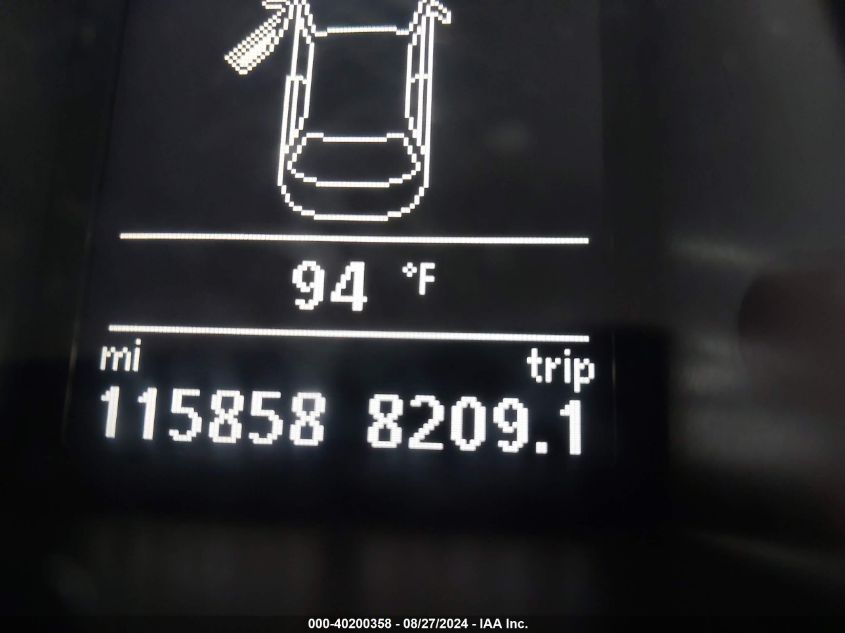 94 °F
mi trip
115858 8209.1
000-40200358 - 08/27/2024 - IAA Inc.